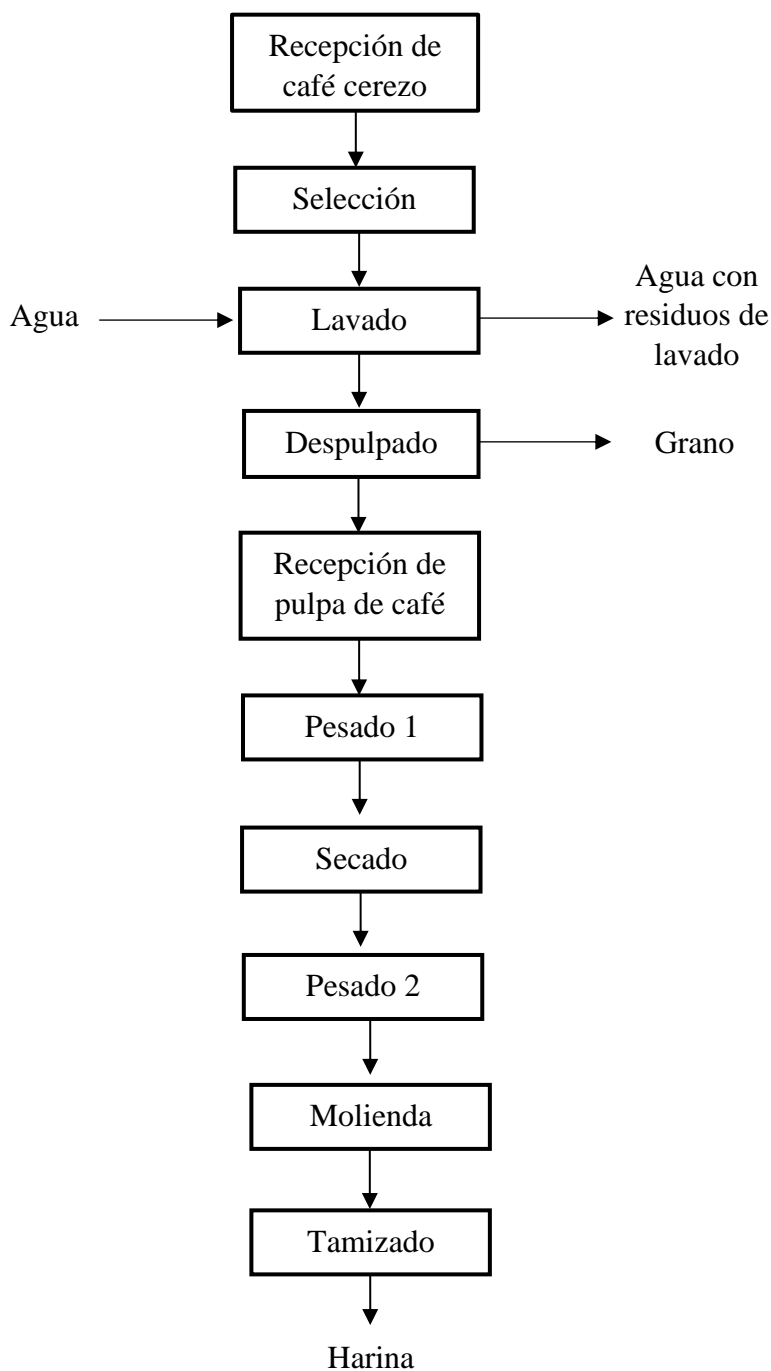 Recepción de
café cerezo
Selección
Agua
Lavado
Agua con
residuos de
lavado
Despulpado
Grano
Recepción de
pulpa de café
Pesado 1
Secado
Pesado 2
Molienda
Tamizado
Harina